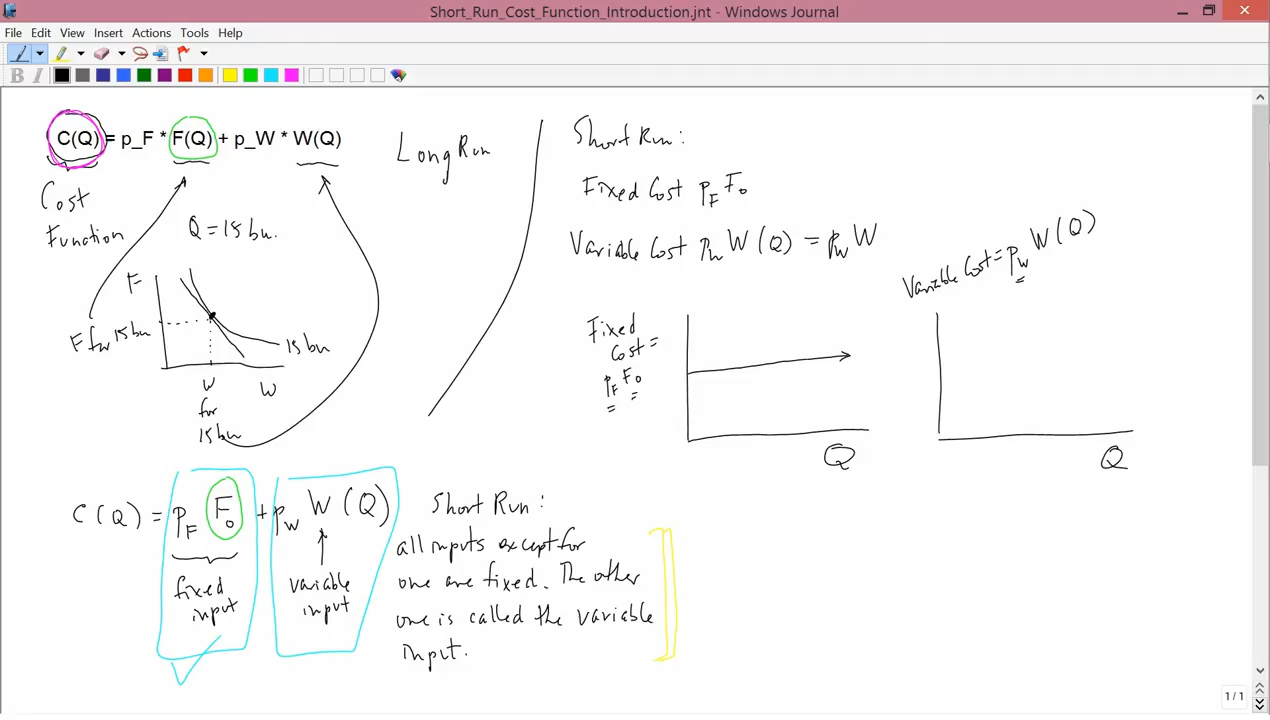 Short_Run_Cost_Function_Introduction.jnt - Windows Journal
File Edit View Insert Actions Tools Help
B I
C(Q) = p_F * F(Q) + p_W * W(Q)
Long Run
Cost
Function
Q = 15 bu.
F
F for 15 bu
15 bu
W
for
15 bu
W
Short Run:
Fixed Cost p_F F_0
Variable Cost p_W W(Q) = p_W W
Fixed
Cost =
p_F F_0
Q
Variable Cost = p_W W(Q)
Q
C(Q) = p_F F_0 + p_W W(Q)
fixed
input
variable
input
Short Run:
all inputs except for
one are fixed. The other
one is called the variable
input.
1 / 1